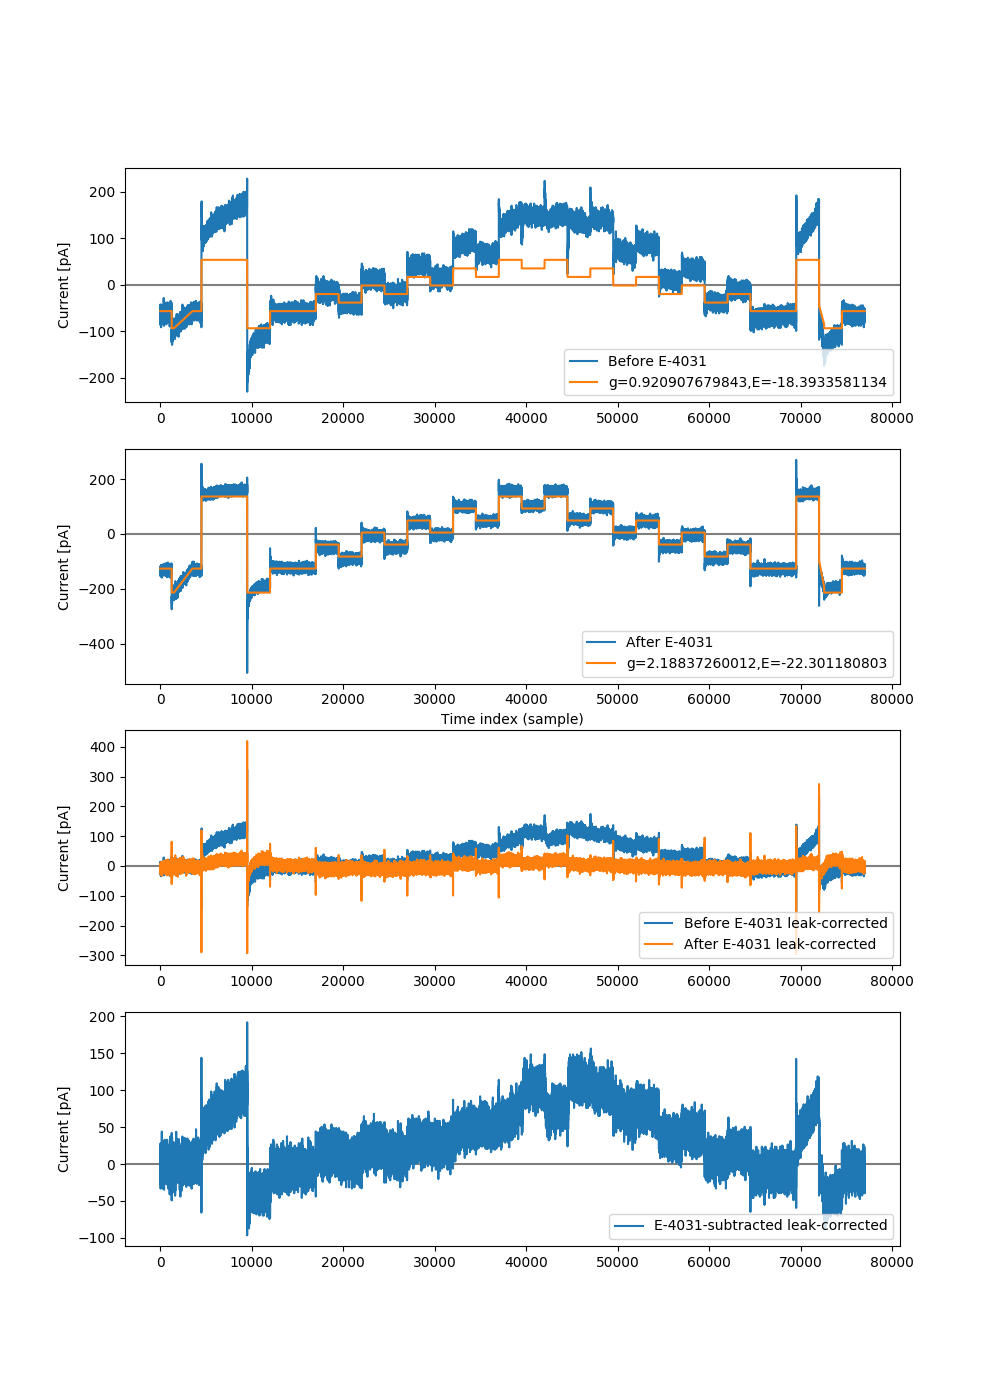 200
100
0
−100
−200
Current [pA]
Before E-4031
g=0.920907679843,E=-18.3933581134
0 10000 20000 30000 40000 50000 60000 70000 80000
200
0
−200
−400
Current [pA]
After E-4031
g=2.18837260012,E=-22.301180803
0 10000 20000 30000 40000 50000 60000 70000 80000
Time index (sample)
400
300
200
100
0
−100
−200
−300
Current [pA]
Before E-4031 leak-corrected
After E-4031 leak-corrected
0 10000 20000 30000 40000 50000 60000 70000 80000
200
150
100
50
0
−50
−100
Current [pA]
E-4031-subtracted leak-corrected
0 10000 20000 30000 40000 50000 60000 70000 80000